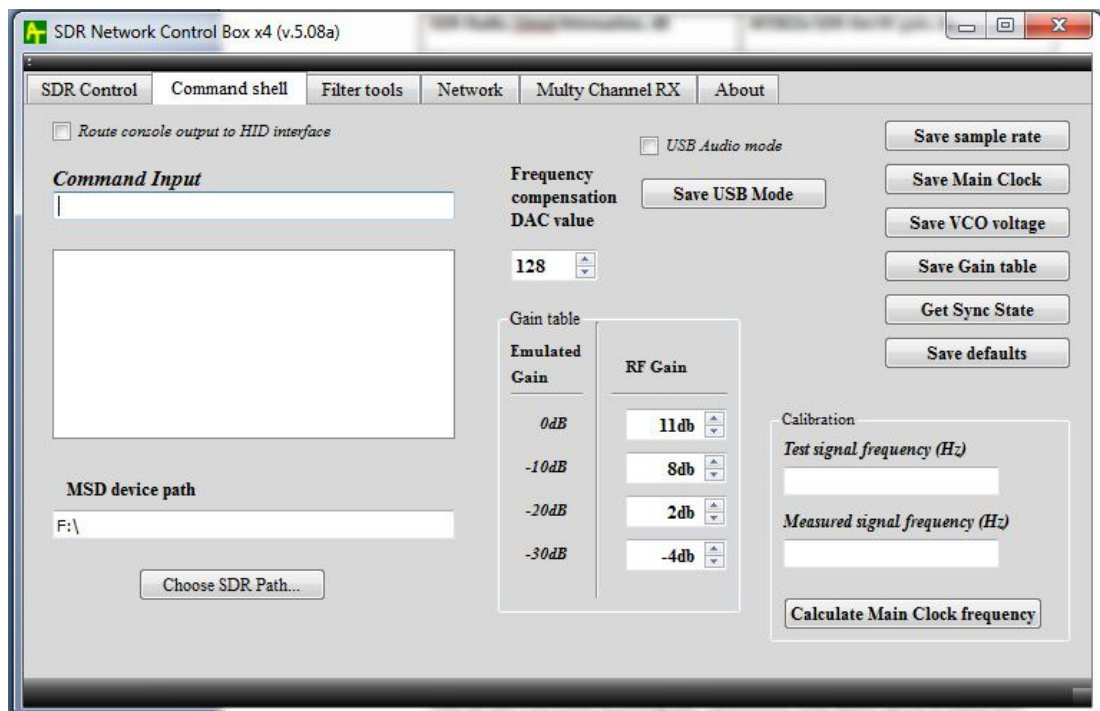 SDR Network Control Box x4 (v.5.08a)
SDR Control
Command shell
Filter tools
Network
Multy Channel RX
About
Route console output to HID interface
Command Input
MSD device path
F:\
Choose SDR Path...
Frequency
compensation
DAC value
128
USB Audio mode
Save USB Mode
Gain table
Emulated
Gain
RF Gain
0dB
11db
-10dB
8db
-20dB
2db
-30dB
-4db
Save sample rate
Save Main Clock
Save VCO voltage
Save Gain table
Get Sync State
Save defaults
Calibration
Test signal frequency (Hz)
Measured signal frequency (Hz)
Calculate Main Clock frequency